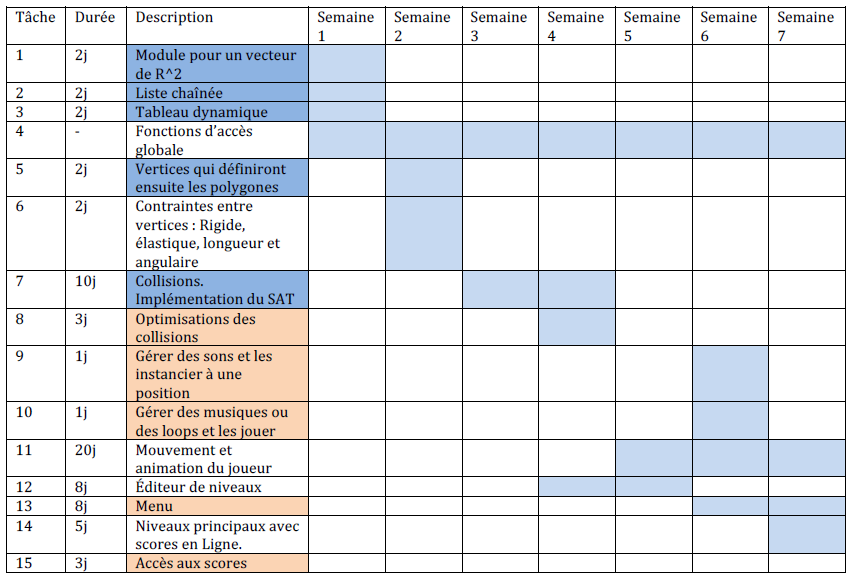 Tâche Durée Description Semaine 1 Semaine 2 Semaine 3 Semaine 4 Semaine 5 Semaine 6 Semaine 7
1 2j Module pour un vecteur
de R^2
2 2j Liste chaînée
3 2j Tableau dynamique
4 - Fonctions d'accès
globale
5 2j Vertices qui définiront
ensuite les polygones
6 2j Contraintes entre
vertices : Rigide,
élastique, longueur et
angulaire
7 10j Collisions.
Implémentation du SAT
8 3j Optimisations des
collisions
9 1j Gérer des sons et les
instancier à une
position
10 1j Gérer des musiques ou
des loops et les jouer
11 20j Mouvement et
animation du joueur
12 8j Éditeur de niveaux
13 8j Menu
14 5j Niveaux principaux avec
scores en Ligne.
15 3j Accès aux scores